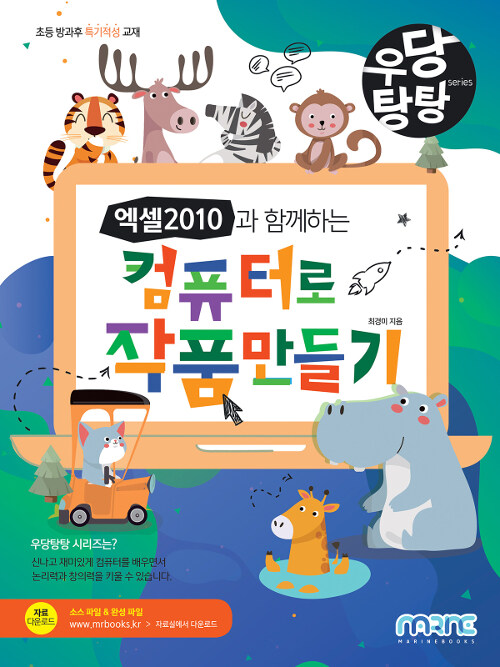 초등 방과후 특기적성 교재
우당탕탕 series
엑셀2010과 함께하는
컴퓨터로
최경미 지음
작품만들기
우당탕탕 시리즈는?
신나고 재미있게 컴퓨터를 배우면서
논리력과 창의력을 키울 수 있습니다.
자료
다운로드
소스 파일 & 완성 파일
www.mrbooks.kr > 자료실에서 다운로드
MARINE
MARINEBOOKS